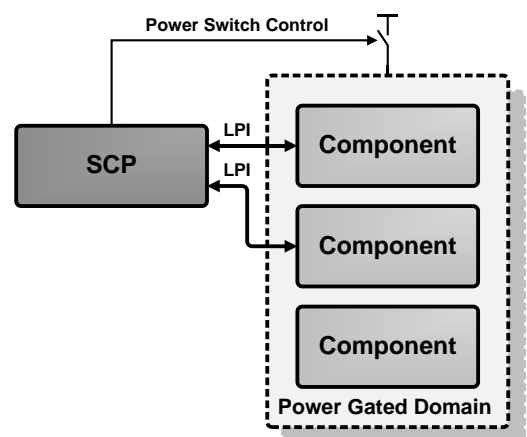 Power Switch Control
LPI
SCP
LPI
Component
Component
Component
Power Gated Domain